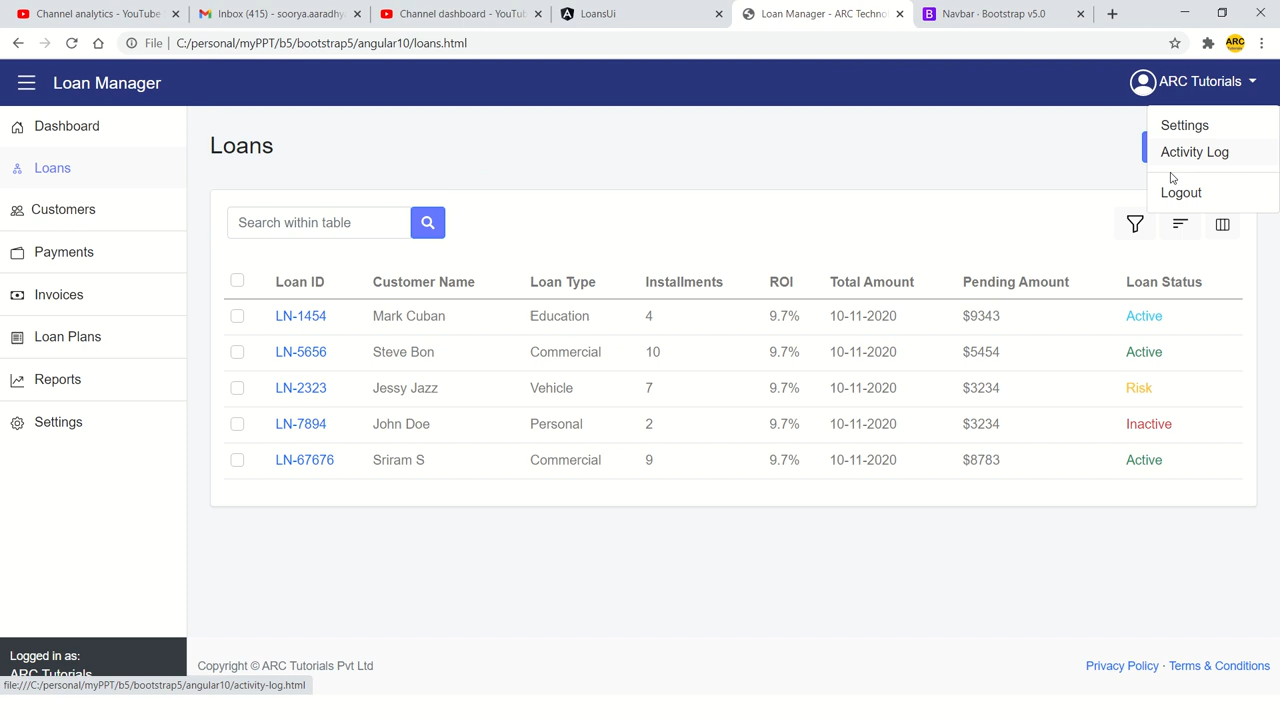 Channel analytics - YouTube
Inbox (415) - soorya.aaradhy
Channel dashboard - YouTub
LoansUi
Loan Manager - ARC Techno
Navbar · Bootstrap v5.0
File | C:/personal/myPPT/b5/bootstrap5/angular10/loans.html
ARC
Loan Manager
ARC Tutorials
Dashboard
Loans
Customers
Payments
Invoices
Loan Plans
Reports
Settings
Loans
Settings
Activity Log
Logout
Search within table
Loan ID Customer Name Loan Type Installments ROI Total Amount Pending Amount Loan Status
LN-1454 Mark Cuban Education 4 9.7% 10-11-2020 $9343 Active
LN-5656 Steve Bon Commercial 10 9.7% 10-11-2020 $5454 Active
LN-2323 Jessy Jazz Vehicle 7 9.7% 10-11-2020 $3234 Risk
LN-7894 John Doe Personal 2 9.7% 10-11-2020 $3234 Inactive
LN-67676 Sriram S Commercial 9 9.7% 10-11-2020 $8783 Active
Logged in as:
ARC Tutorials
Copyright © ARC Tutorials Pvt Ltd
Privacy Policy · Terms & Conditions
file:///C:/personal/myPPT/b5/bootstrap5/angular10/activity-log.html